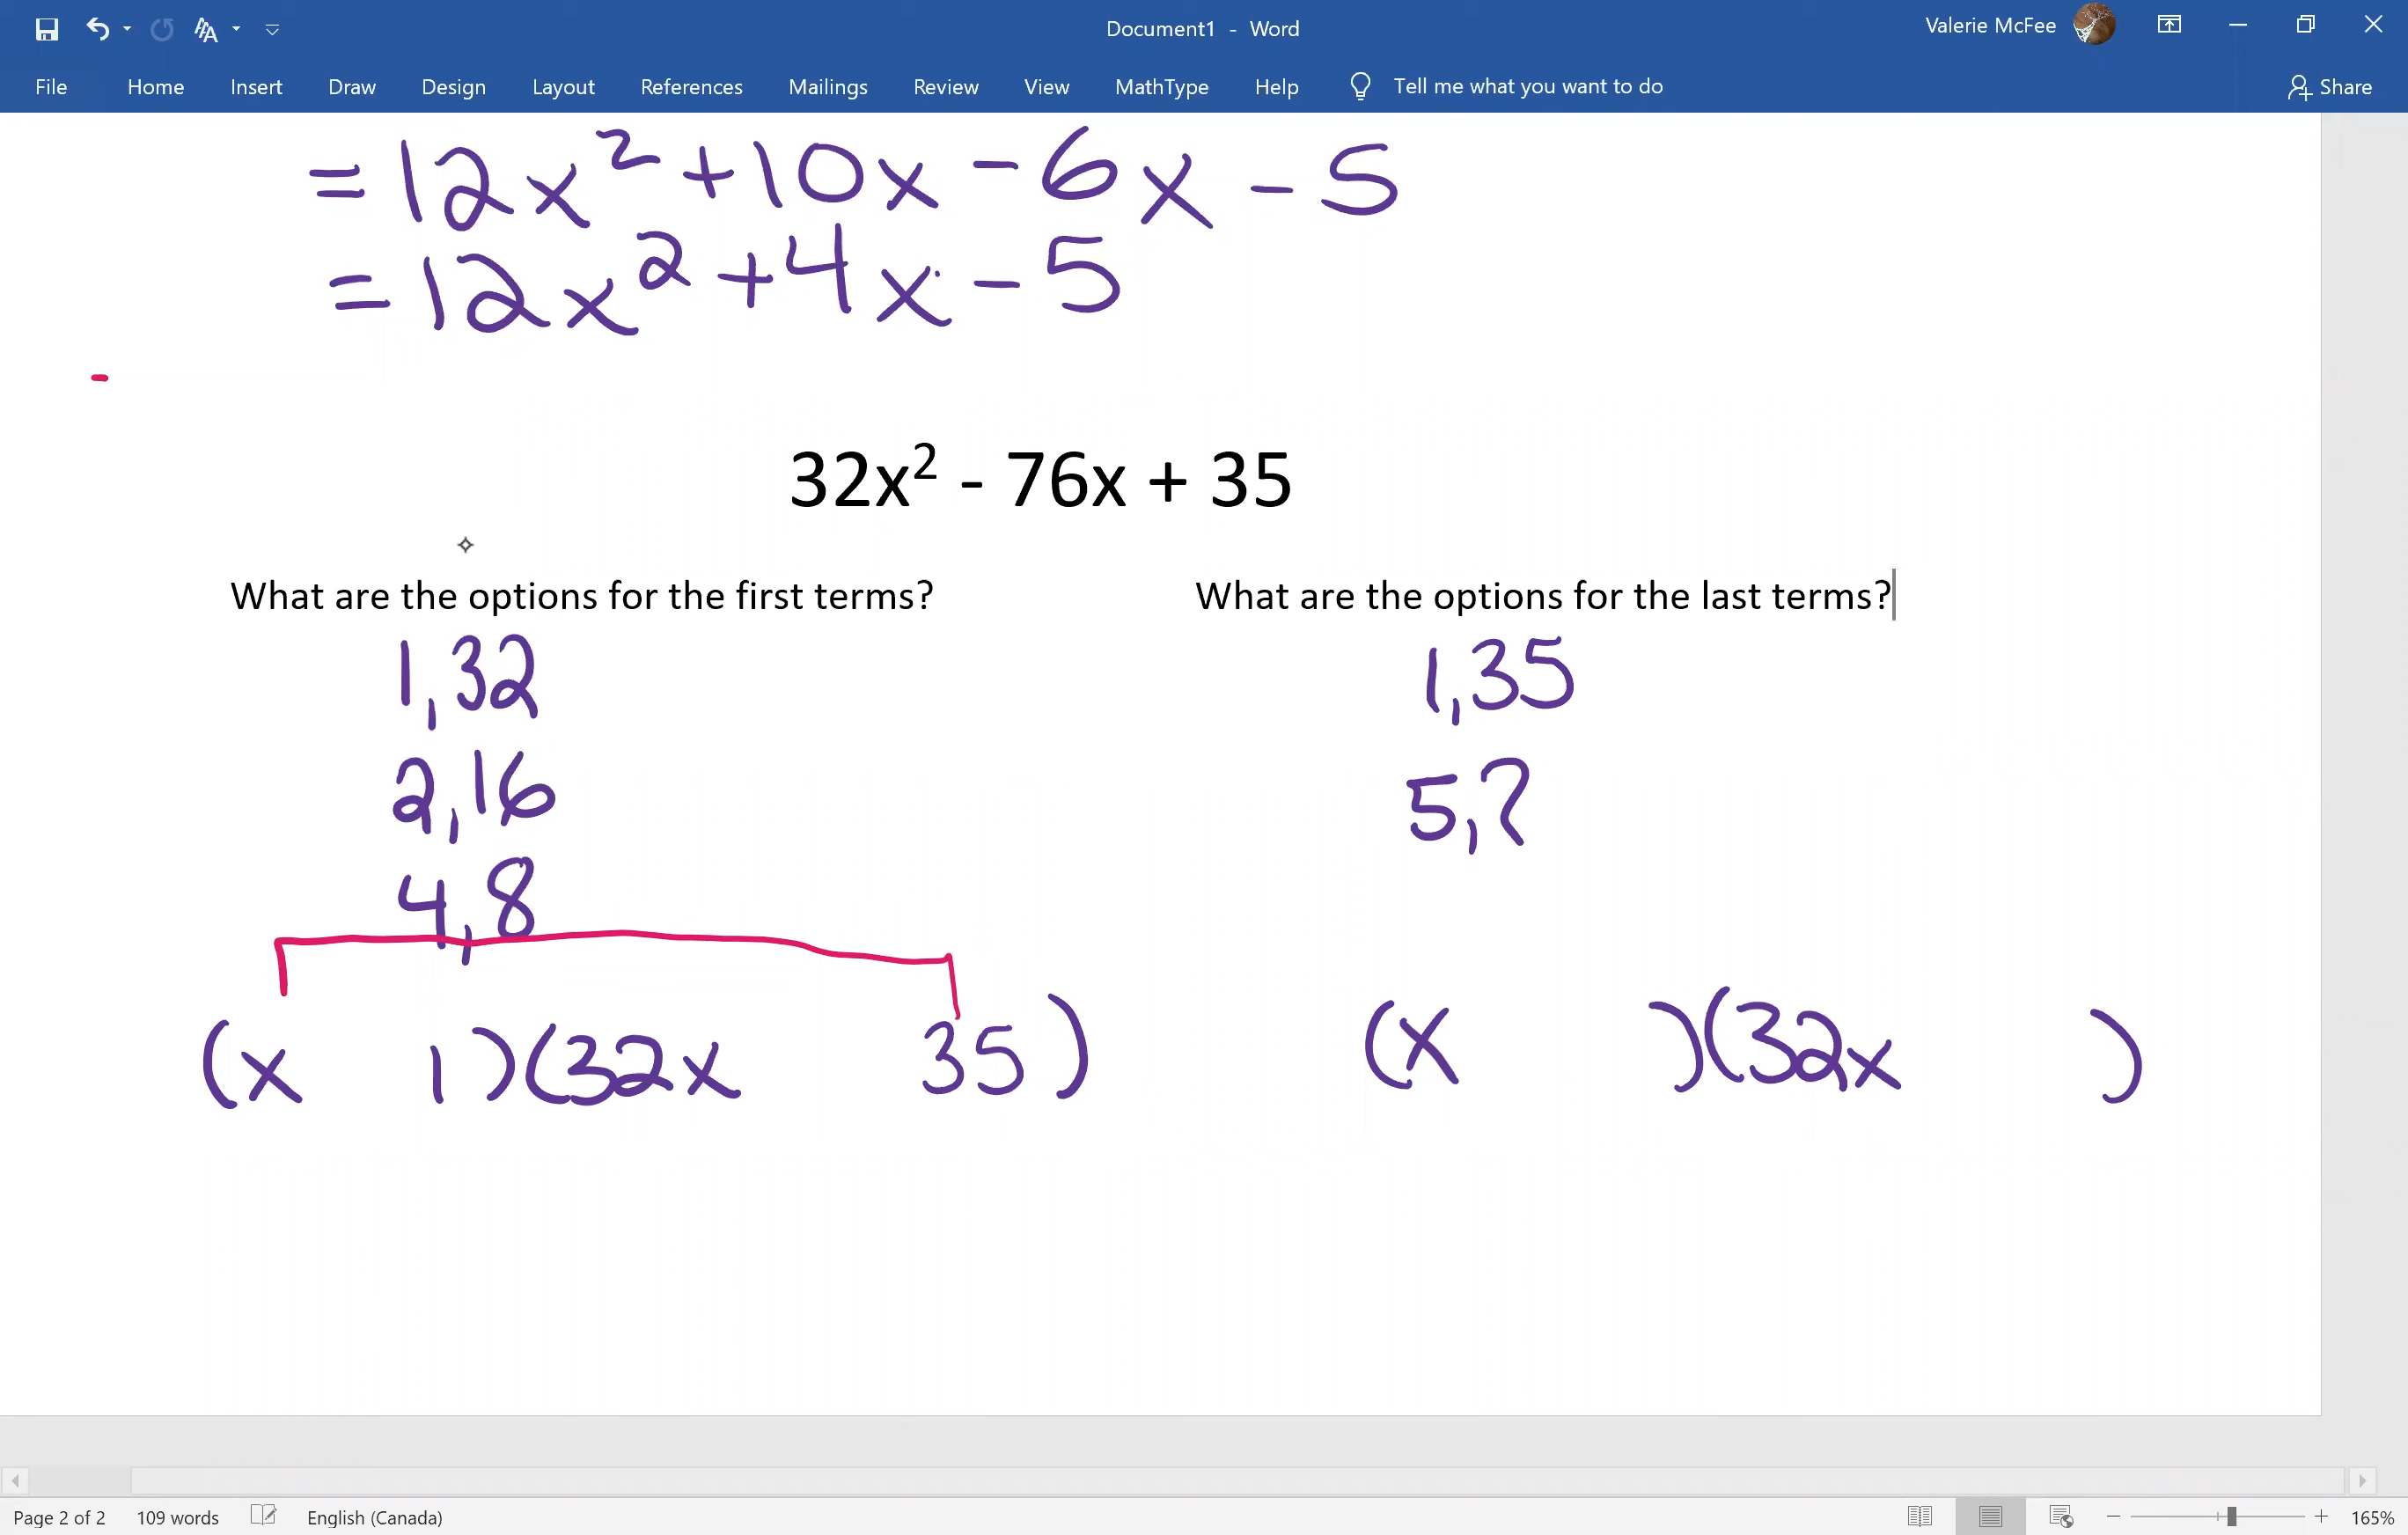 Document1 - Word
Valerie McFee
File Home Insert Draw Design Layout References Mailings Review View MathType Help Tell me what you want to do Share
= 12x² + 10x - 6x - 5
= 12x² + 4x - 5
32x² - 76x + 35
What are the options for the first terms? What are the options for the last terms?
1,32 1,35
2,16 5,?
4,8
(x 1)(32x 35) (x )(32x )
Page 2 of 2 109 words English (Canada) 165%